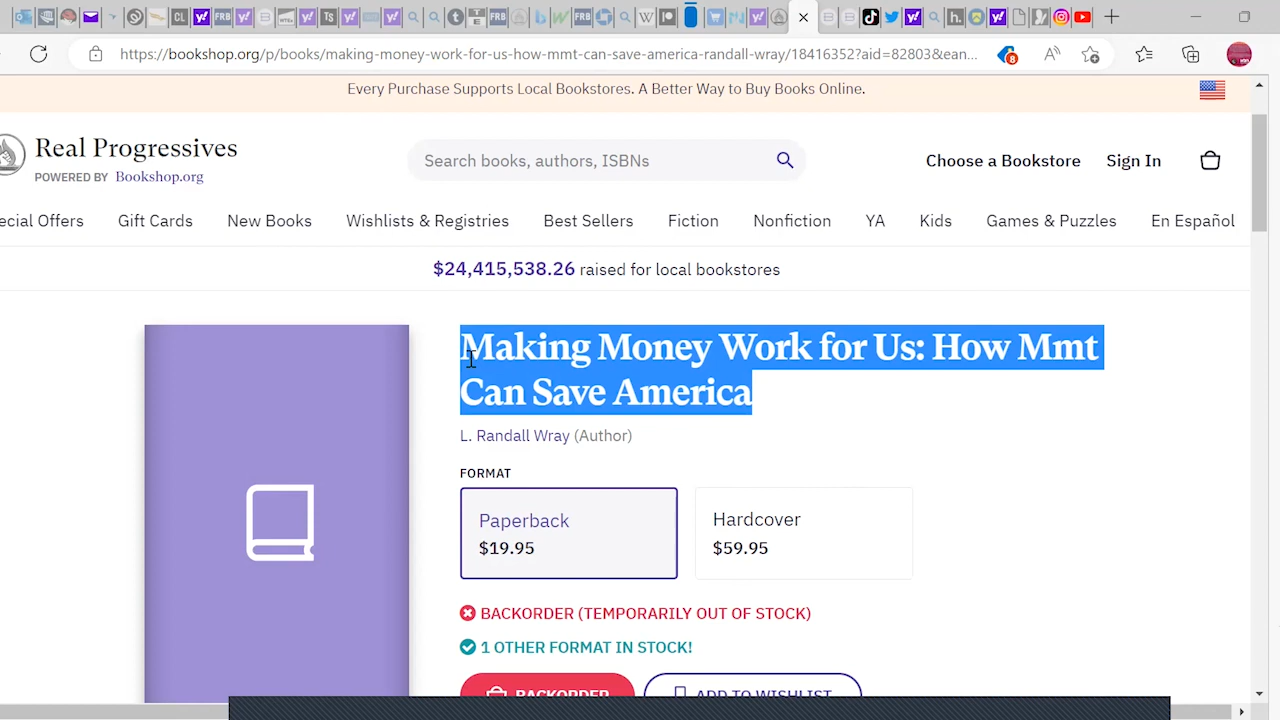 https://bookshop.org/p/books/making-money-work-for-us-how-mmt-can-save-america-randall-wray/18416352?aid=82803&ean...
8
Every Purchase Supports Local Bookstores. A Better Way to Buy Books Online.
Real Progressives
POWERED BY Bookshop.org
Search books, authors, ISBNs
Choose a Bookstore
Sign In
ecial Offers
Gift Cards
New Books
Wishlists & Registries
Best Sellers
Fiction
Nonfiction
YA
Kids
Games & Puzzles
En Español
$24,415,538.26 raised for local bookstores
Making Money Work for Us: How Mmt
Can Save America
L. Randall Wray (Author)
FORMAT
Paperback
$19.95
Hardcover
$59.95
BACKORDER (TEMPORARILY OUT OF STOCK)
1 OTHER FORMAT IN STOCK!
BACKORDER
ADD TO WISHLIST